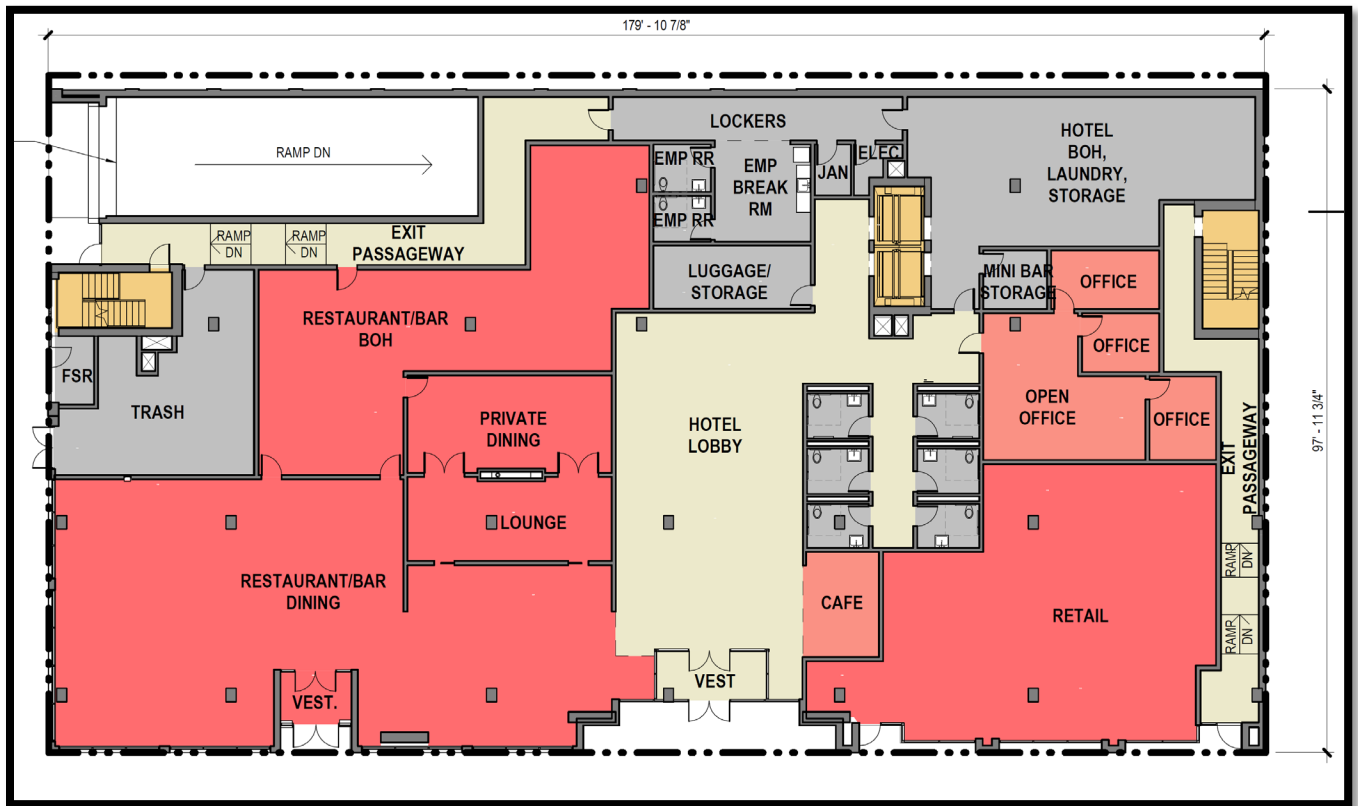 179' - 10 7/8"
LOCKERS
HOTEL
BOH,
LAUNDRY,
STORAGE
RAMP DN
EMP RR
EMP
BREAK
RM
JAN
ELEC.
EMP RR
RAMP
DN
RAMP
DN
EXIT
PASSAGEWAY
LUGGAGE/
STORAGE
MINI BAR
STORAGE
OFFICE
RESTAURANT/BAR
BOH
OFFICE
FSR
TRASH
PRIVATE
DINING
HOTEL
LOBBY
OPEN
OFFICE
OFFICE
EXIT
PASSAGEWAY
97' - 11 3/4"
LOUNGE
RAMP
DN
RESTAURANT/BAR
DINING
CAFE
RETAIL
RAMP
DN
VEST
VEST.